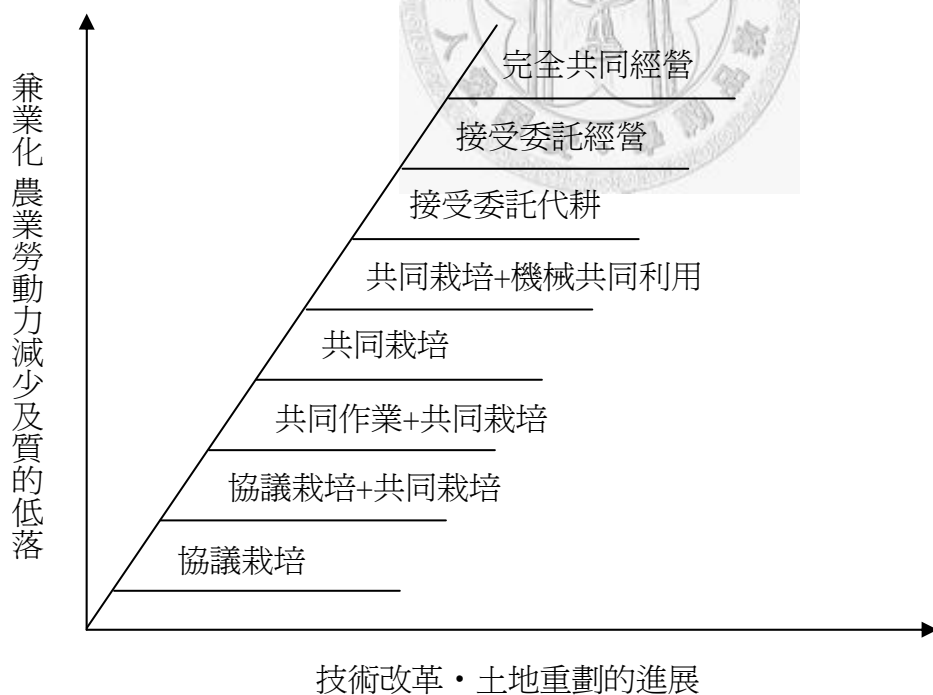 完全共同經營
接受委託經營
接受委託代耕
共同栽培+機械共同利用
共同栽培
共同作業+共同栽培
協議栽培+共同栽培
協議栽培
兼業化 農業勞動力減少及質的低落
技術改革・土地重劃的進展